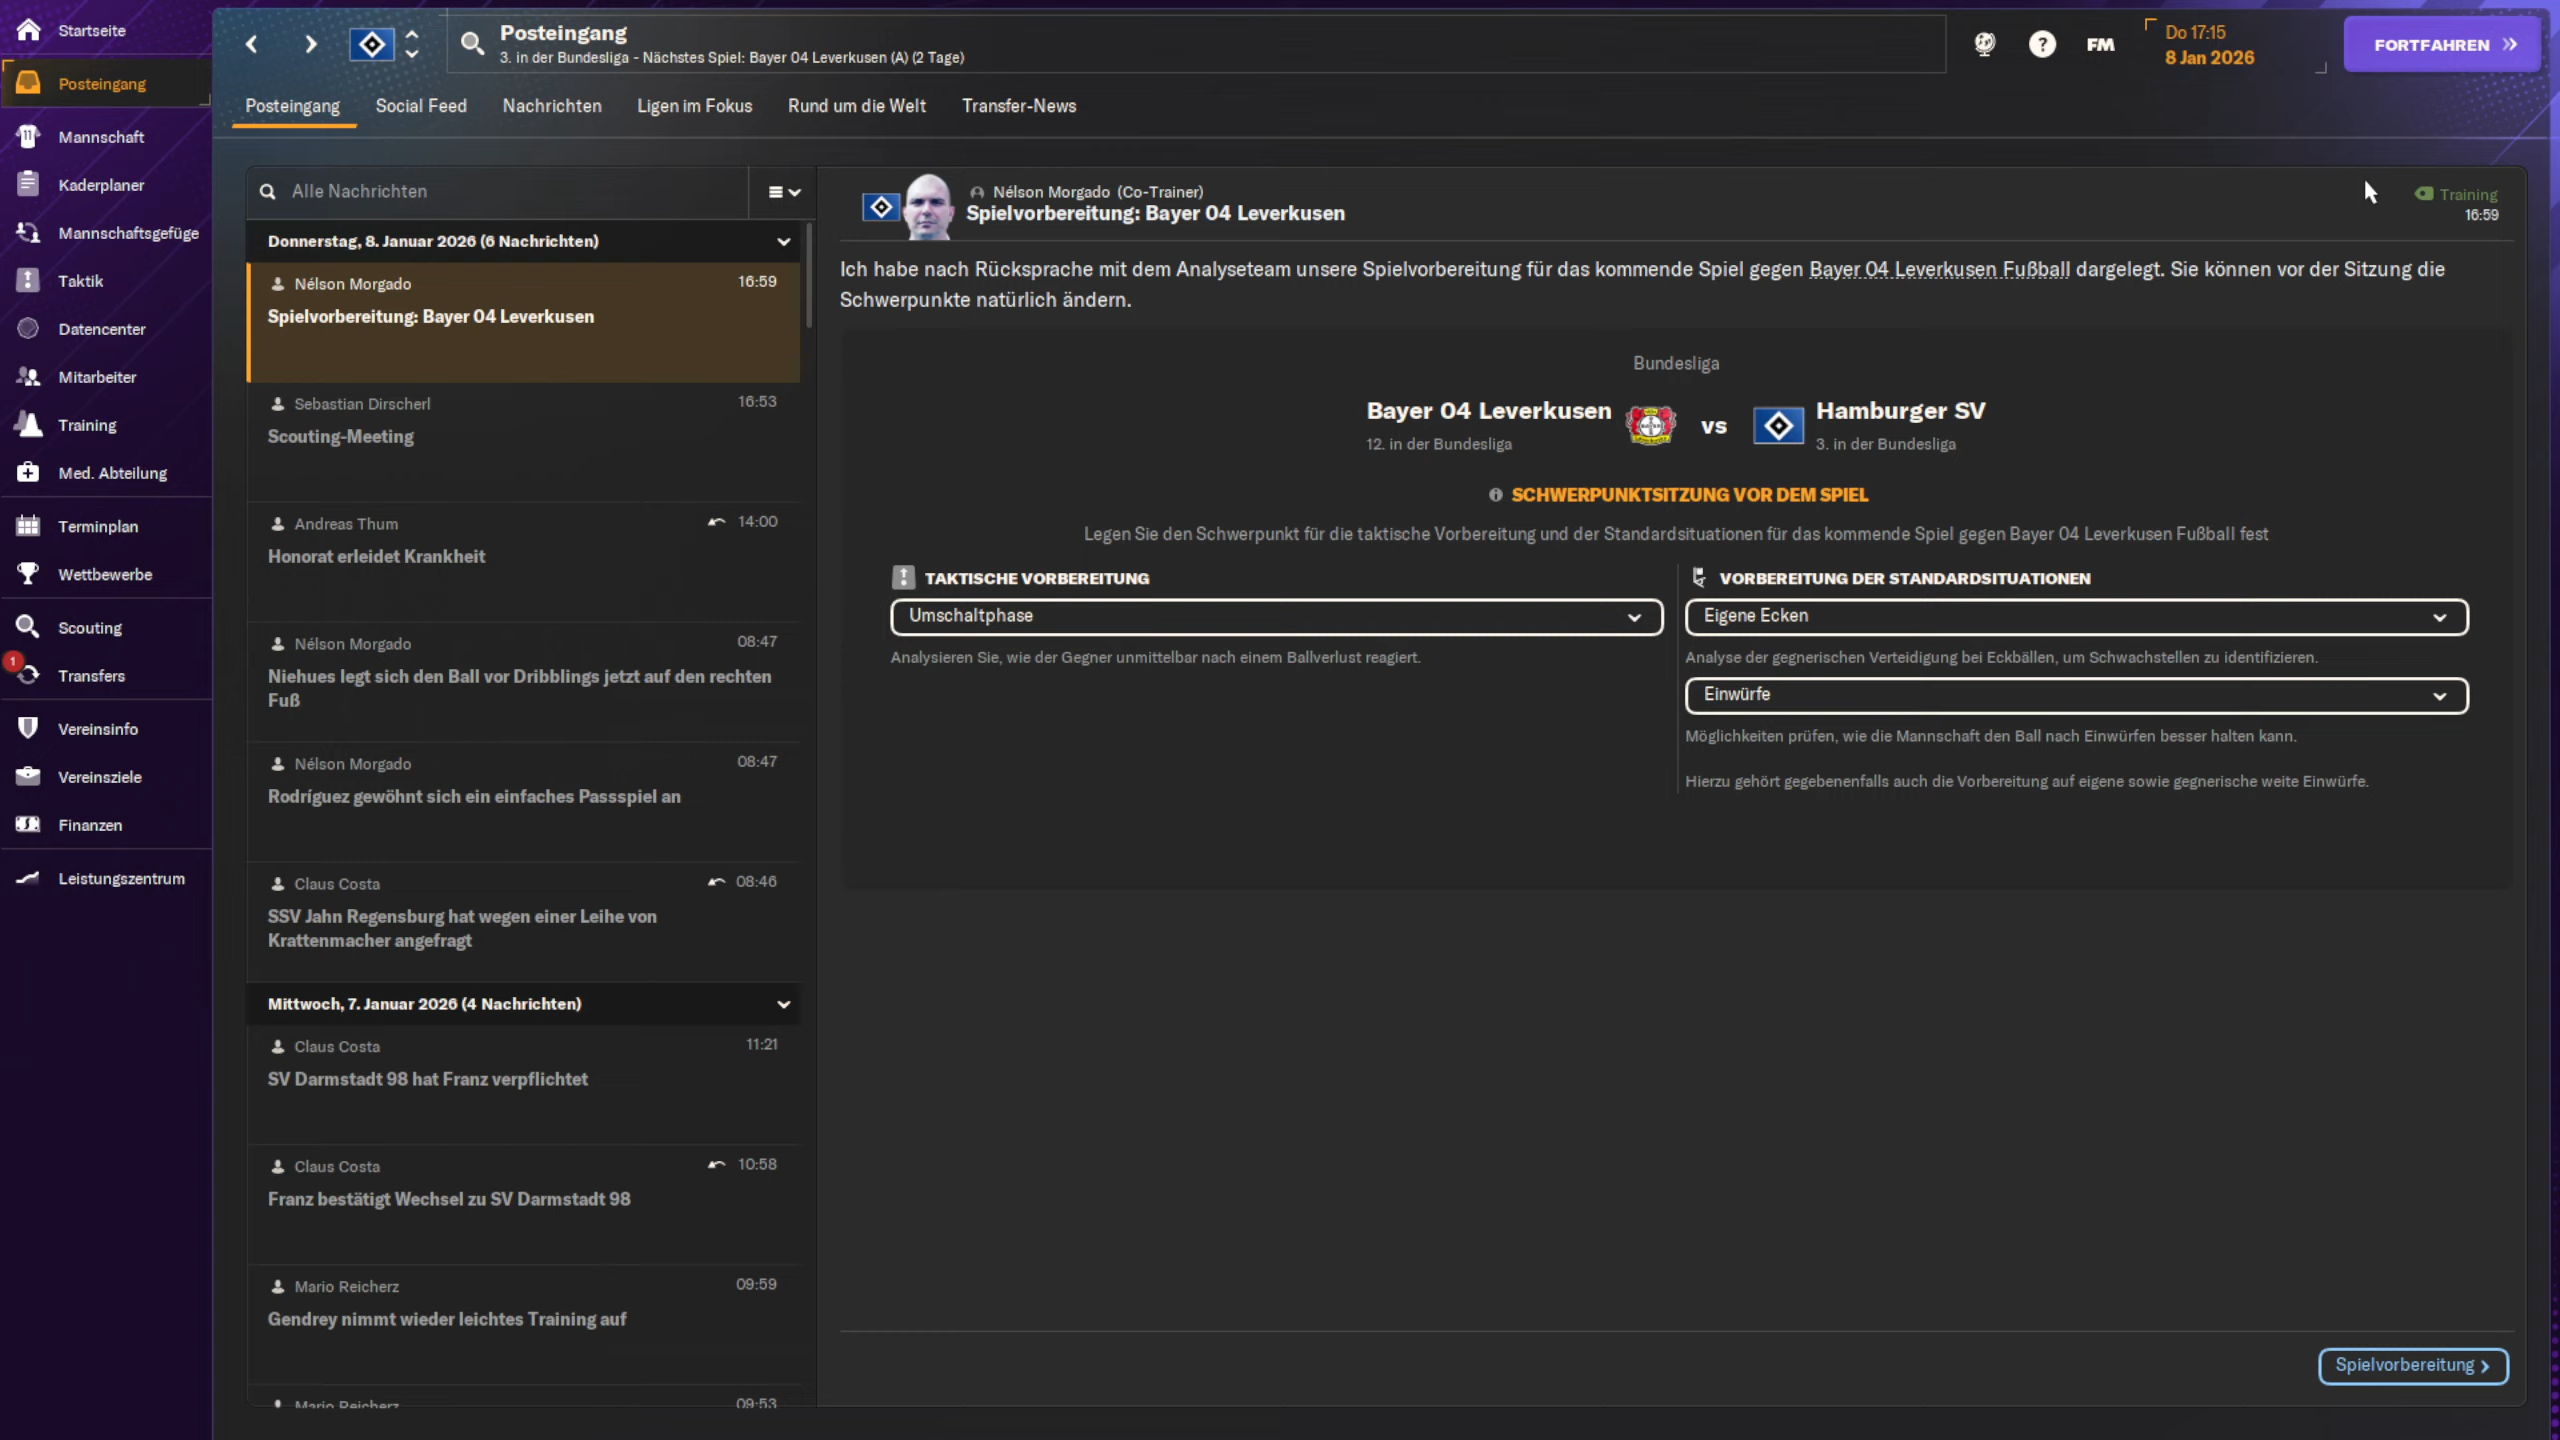 Startseite
Posteingang
Mannschaft
Kaderplaner
Mannschaftsgefüge
Taktik
Datencenter
Mitarbeiter
Training
Med. Abteilung
Terminplan
Wettbewerbe
Scouting
1
Transfers
Vereinsinfo
Vereinsziele
Finanzen
Leistungszentrum
Posteingang
3. in der Bundesliga - Nächstes Spiel: Bayer 04 Leverkusen (A) (2 Tage)
?
FM
Do 17:15
8 Jan 2026
FORTFAHREN
Posteingang Social Feed Nachrichten Ligen im Fokus Rund um die Welt Transfer-News
Alle Nachrichten
Donnerstag, 8. Januar 2026 (6 Nachrichten)
Nélson Morgado 16:59
Spielvorbereitung: Bayer 04 Leverkusen
Sebastian Dirscherl 16:53
Scouting-Meeting
Andreas Thum 14:00
Honorat erleidet Krankheit
Nélson Morgado 08:47
Niehues legt sich den Ball vor Dribblings jetzt auf den rechten
Fuß
Nélson Morgado 08:47
Rodríguez gewöhnt sich ein einfaches Passspiel an
Claus Costa 08:46
SSV Jahn Regensburg hat wegen einer Leihe von
Krattenmacher angefragt
Mittwoch, 7. Januar 2026 (4 Nachrichten)
Claus Costa 11:21
SV Darmstadt 98 hat Franz verpflichtet
Claus Costa 10:58
Franz bestätigt Wechsel zu SV Darmstadt 98
Mario Reicherz 09:59
Gendrey nimmt wieder leichtes Training auf
Mario Reicherz 09:53
Nélson Morgado (Co-Trainer)
Spielvorbereitung: Bayer 04 Leverkusen
Training
16:59
Ich habe nach Rücksprache mit dem Analyseteam unsere Spielvorbereitung für das kommende Spiel gegen Bayer 04 Leverkusen Fußball dargelegt. Sie können vor der Sitzung die
Schwerpunkte natürlich ändern.
Bundesliga
Bayer 04 Leverkusen vs Hamburger SV
12. in der Bundesliga 3. in der Bundesliga
SCHWERPUNKTSITZUNG VOR DEM SPIEL
Legen Sie den Schwerpunkt für die taktische Vorbereitung und der Standardsituationen für das kommende Spiel gegen Bayer 04 Leverkusen Fußball fest
TAKTISCHE VORBEREITUNG
Umschaltphase
Analysieren Sie, wie der Gegner unmittelbar nach einem Ballverlust reagiert.
VORBEREITUNG DER STANDARDSITUATIONEN
Eigene Ecken
Analyse der gegnerischen Verteidigung bei Eckbällen, um Schwachstellen zu identifizieren.
Einwürfe
Möglichkeiten prüfen, wie die Mannschaft den Ball nach Einwürfen besser halten kann.
Hierzu gehört gegebenenfalls auch die Vorbereitung auf eigene sowie gegnerische weite Einwürfe.
Spielvorbereitung